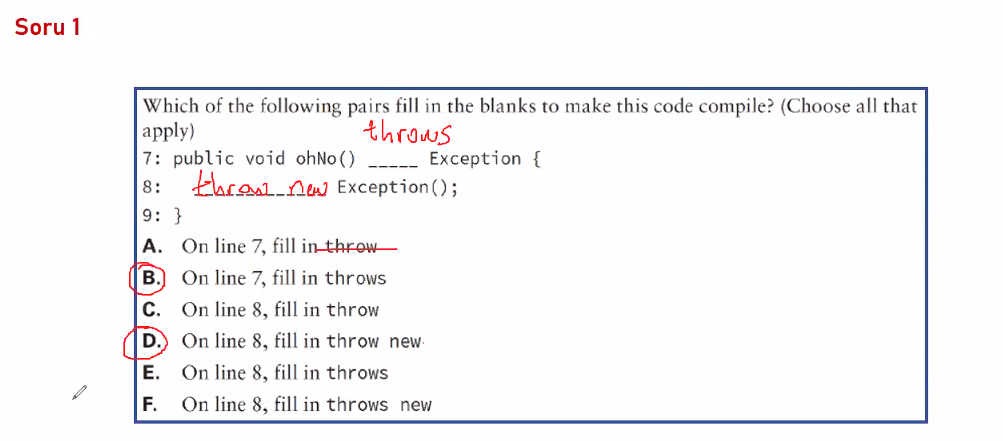 Soru 1
Which of the following pairs fill in the blanks to make this code compile? (Choose all that
apply)
throws
7: public void ohNo() _____ Exception {
8: throw new Exception();
9: }
A. On line 7, fill in throw
B. On line 7, fill in throws
C. On line 8, fill in throw
D. On line 8, fill in throw new
E. On line 8, fill in throws
F. On line 8, fill in throws new